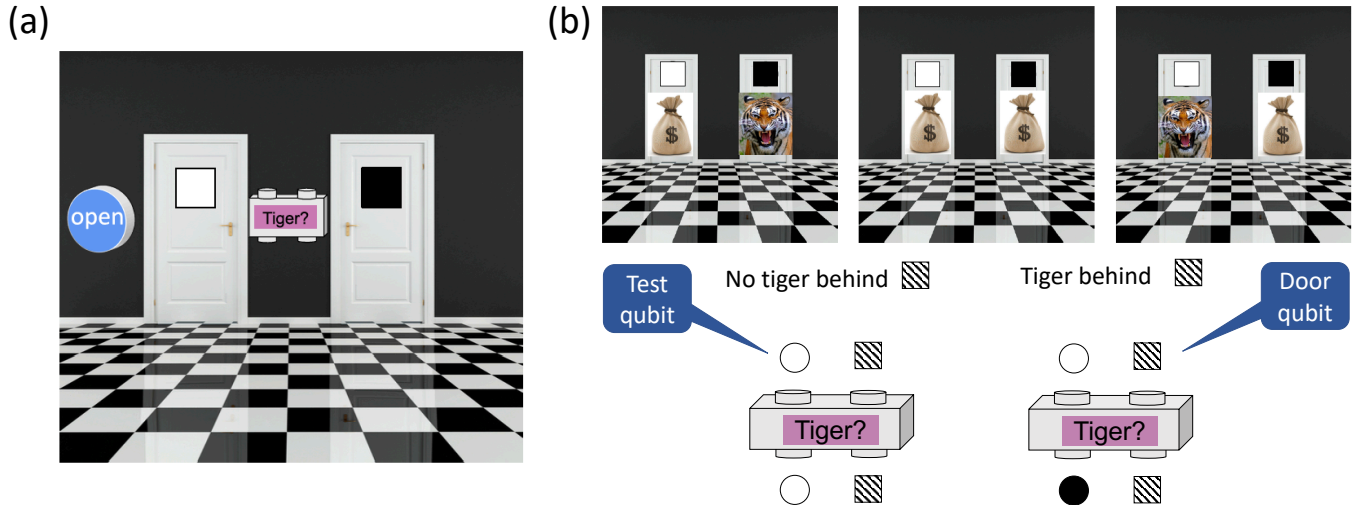 (a)
open
Tiger?
(b)
$
$
$
$
Test
qubit
No tiger behind
Tiger behind
Door
qubit
Tiger?
Tiger?